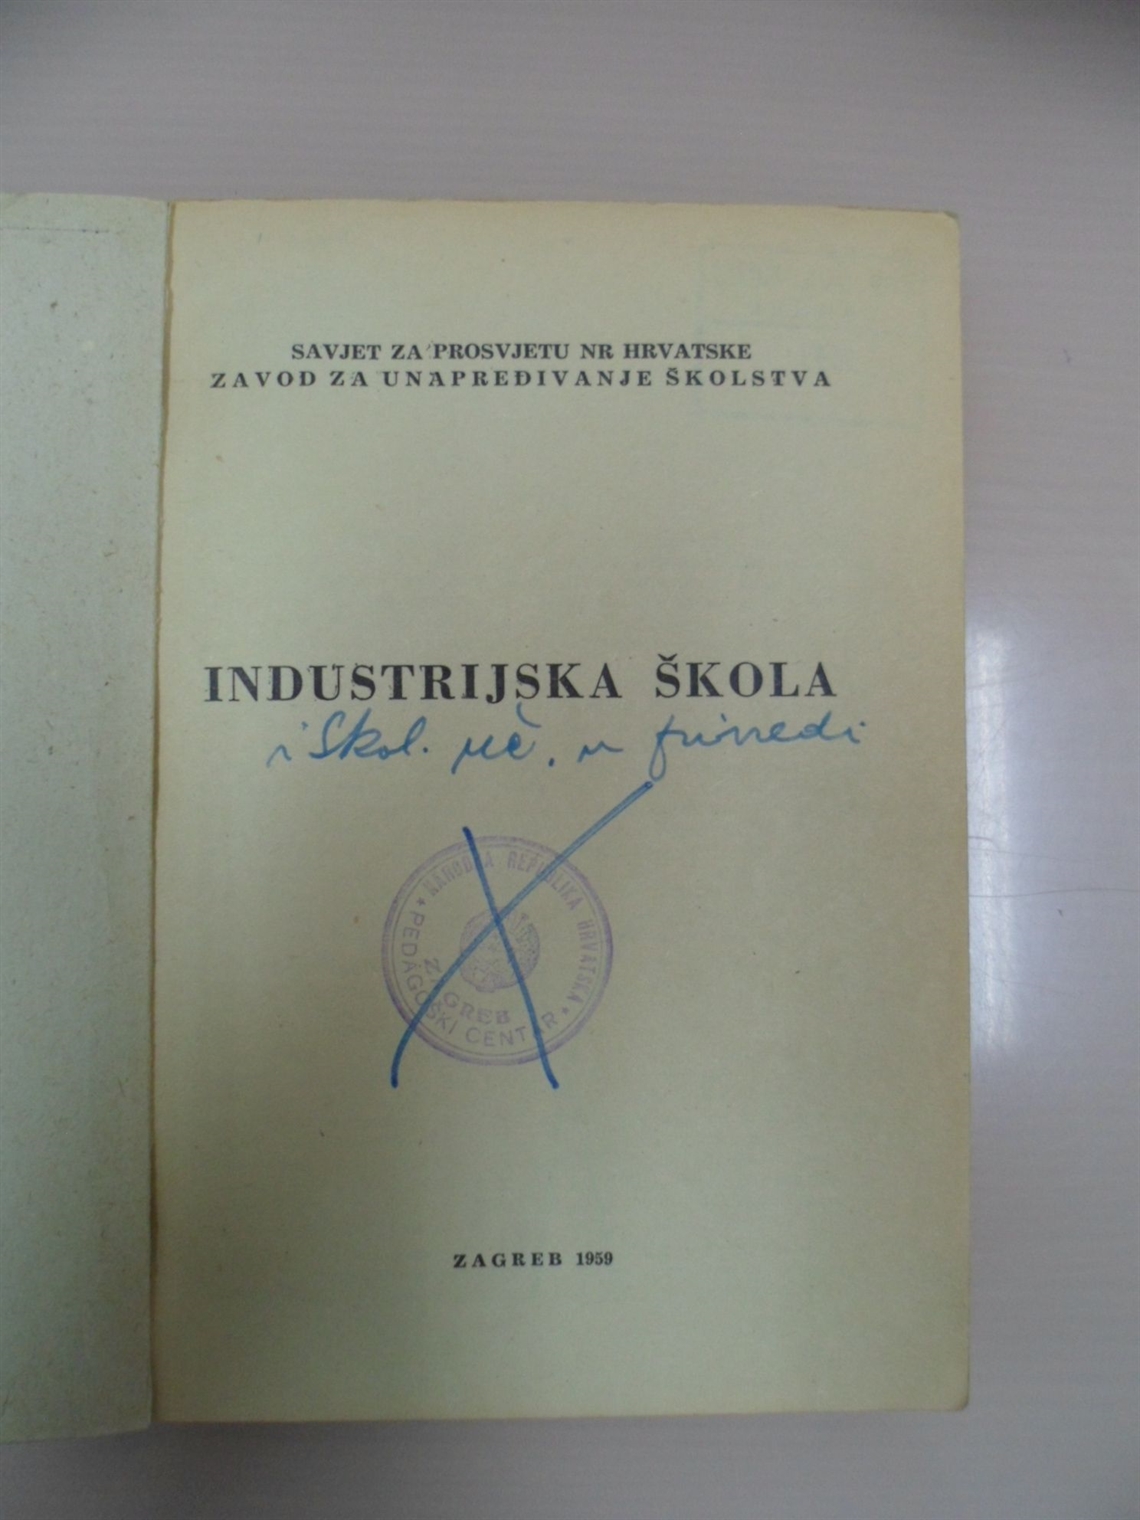 SAVJET ZA PROSVJETU NR HRVATSKE
ZAVOD ZA UNAPREĐIVANJE ŠKOLSTVA
INDUSTRIJSKA ŠKOLA
i Škol. uč. u privredi
NARODNA REPUBLIKA HRVATSKA
PEDAGOŠKI CENTAR
ZAGREB
ZAGREB 1959